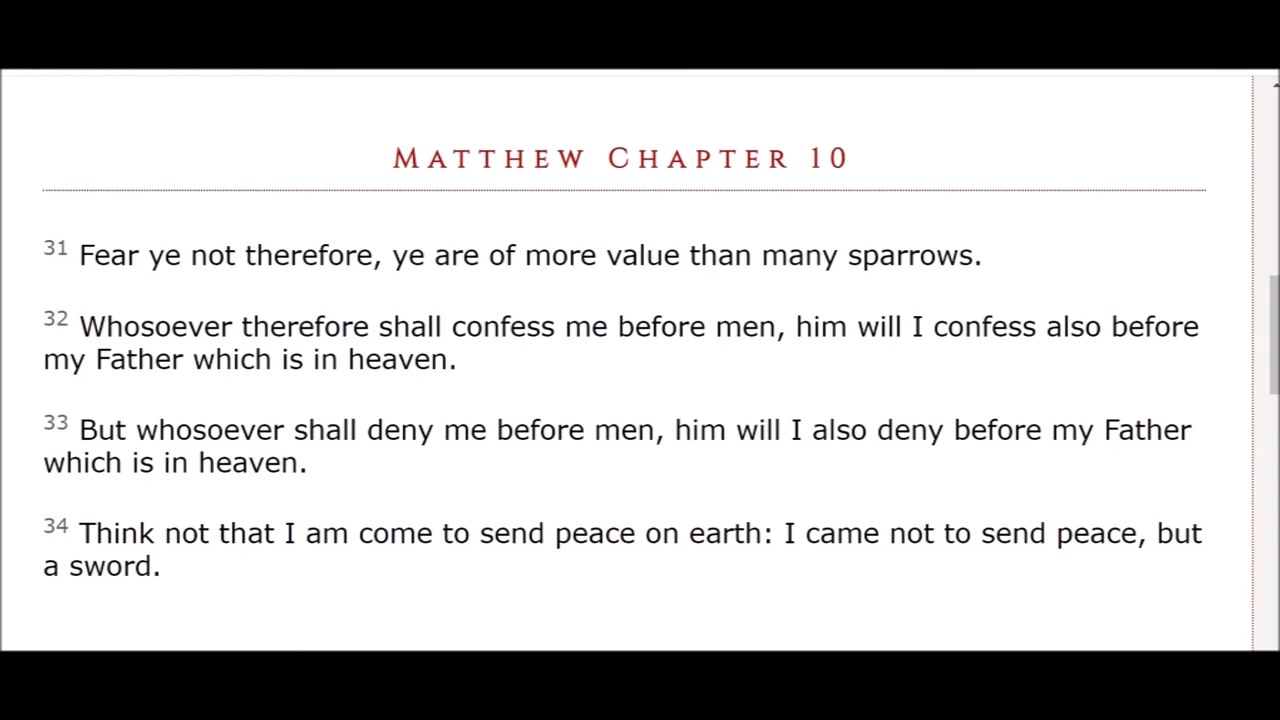 MATTHEW CHAPTER 10
31 Fear ye not therefore, ye are of more value than many sparrows.
32 Whosoever therefore shall confess me before men, him will I confess also before
my Father which is in heaven.
33 But whosoever shall deny me before men, him will I also deny before my Father
which is in heaven.
34 Think not that I am come to send peace on earth: I came not to send peace, but
a sword.